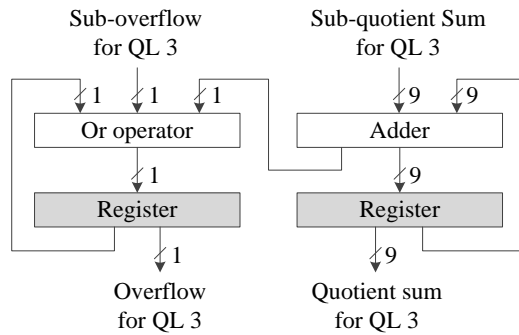 Sub-overflow
for QL 3
Sub-quotient Sum
for QL 3
1
1
1
9
9
Or operator
Adder
1
9
Register
Register
1
9
Overflow
for QL 3
Quotient sum
for QL 3